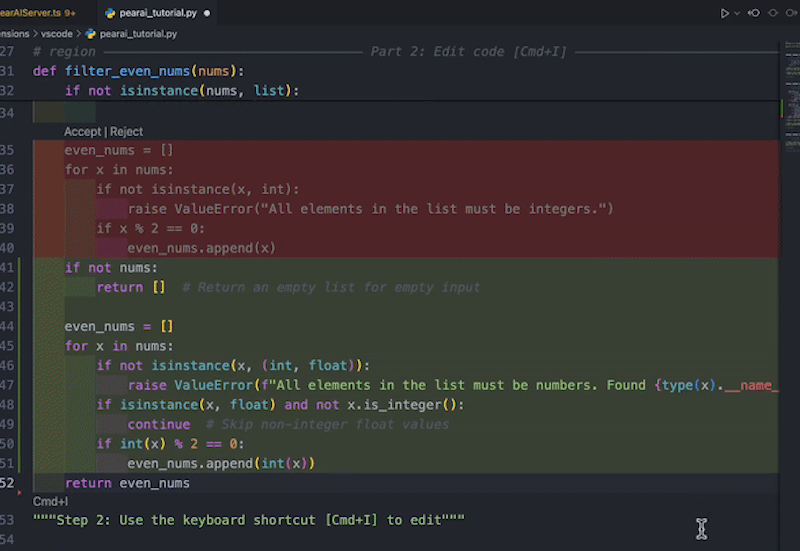 earAIServer.ts 9+ pearai_tutorial.py
ensions > vscode > pearai_tutorial.py
27 # region Part 2: Edit code [Cmd+I]
31 def filter_even_nums(nums):
32 if not isinstance(nums, list):
34
Accept | Reject
35 even_nums = []
36 for x in nums:
37 if not isinstance(x, int):
38 raise ValueError("All elements in the list must be integers.")
39 if x % 2 == 0:
40 even_nums.append(x)
41 if not nums:
42 return [] # Return an empty list for empty input
43
44 even_nums = []
45 for x in nums:
46 if not isinstance(x, (int, float)):
47 raise ValueError(f"All elements in the list must be numbers. Found {type(x).__name_
48 if isinstance(x, float) and not x.is_integer():
49 continue # Skip non-integer float values
50 if int(x) % 2 == 0:
51 even_nums.append(int(x))
52 return even_nums
Cmd+I
53 """Step 2: Use the keyboard shortcut [Cmd+I] to edit"""
54